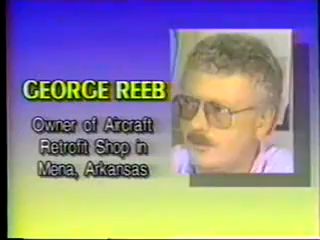 GEORGE REEB
Owner of Aircraft
Retrofit Shop in
Mena, Arkansas